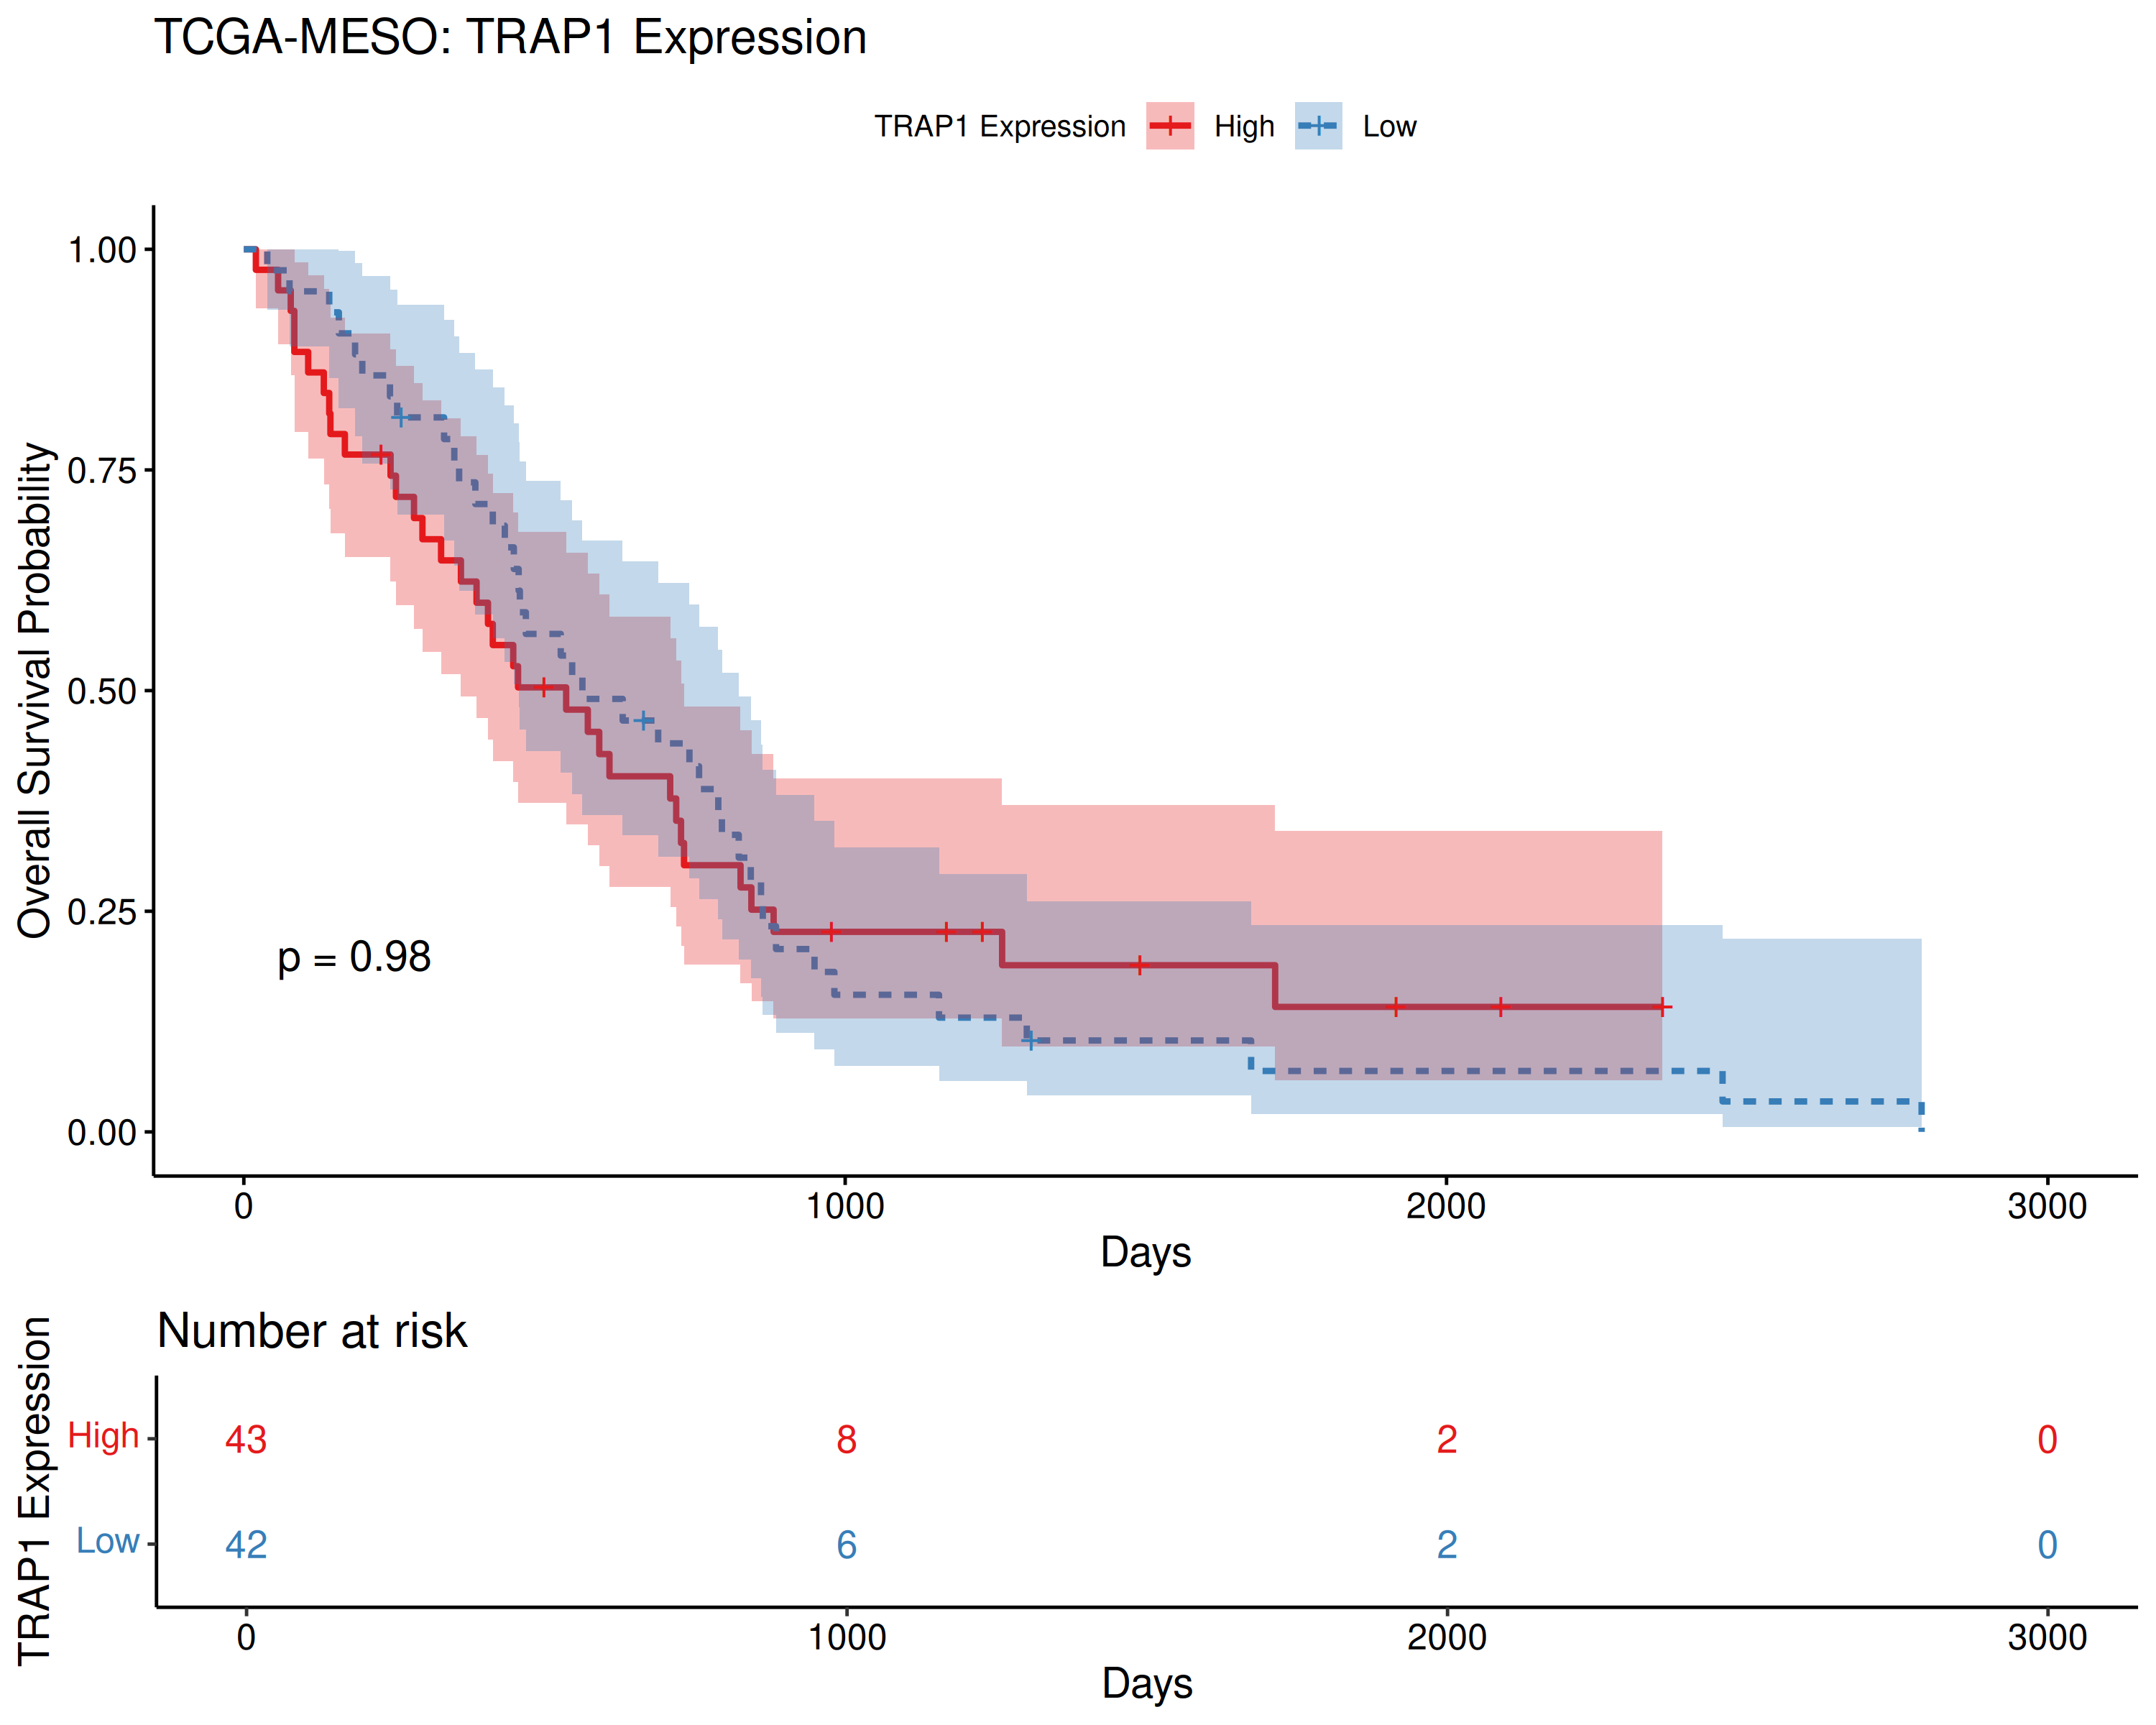 TCGA-MESO: TRAP1 Expression
TRAP1 Expression High Low
Overall Survival Probability
1.00
0.75
0.50
0.25
0.00
p = 0.98
0 1000 2000 3000
Days
Number at risk
TRAP1 Expression
High 43 8 2 0
Low 42 6 2 0
0 1000 2000 3000
Days